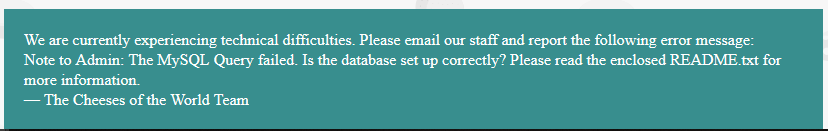 We are currently experiencing technical difficulties. Please email our staff and report the following error message:
Note to Admin: The MySQL Query failed. Is the database set up correctly? Please read the enclosed README.txt for
more information.
— The Cheeses of the World Team